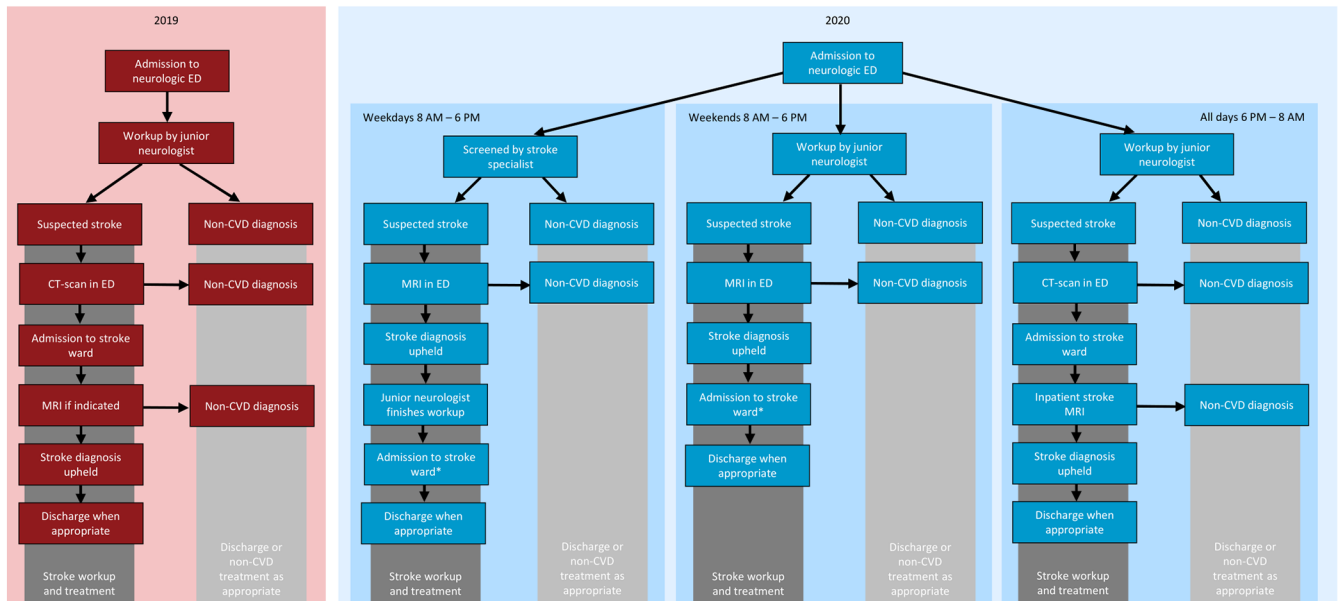 2019
Admission to
neurologic ED
Workup by junior
neurologist
Suspected stroke
Non-CVD diagnosis
CT-scan in ED
Non-CVD diagnosis
Admission to stroke
ward
MRI if indicated
Non-CVD diagnosis
Stroke diagnosis
upheld
Discharge when
appropriate
Stroke workup
and treatment
Discharge or
non-CVD
treatment as
appropriate
2020
Admission to
neurologic ED
Weekdays 8 AM – 6 PM
Screened by stroke
specialist
Suspected stroke
Non-CVD diagnosis
MRI in ED
Non-CVD diagnosis
Stroke diagnosis
upheld
Junior neurologist
finishes workup
Admission to stroke
ward*
Discharge when
appropriate
Stroke workup
and treatment
Discharge or
non-CVD
treatment as
appropriate
Weekends 8 AM – 6 PM
Workup by junior
neurologist
Suspected stroke
Non-CVD diagnosis
MRI in ED
Non-CVD diagnosis
Stroke diagnosis
upheld
Admission to stroke
ward*
Discharge when
appropriate
Stroke workup
and treatment
Discharge or
non-CVD
treatment as
appropriate
All days 6 PM – 8 AM
Workup by junior
neurologist
Suspected stroke
Non-CVD diagnosis
CT-scan in ED
Non-CVD diagnosis
Admission to stroke
ward
Inpatient stroke
MRI
Non-CVD diagnosis
Stroke diagnosis
upheld
Discharge when
appropriate
Stroke workup
and treatment
Discharge or
non-CVD
treatment as
appropriate